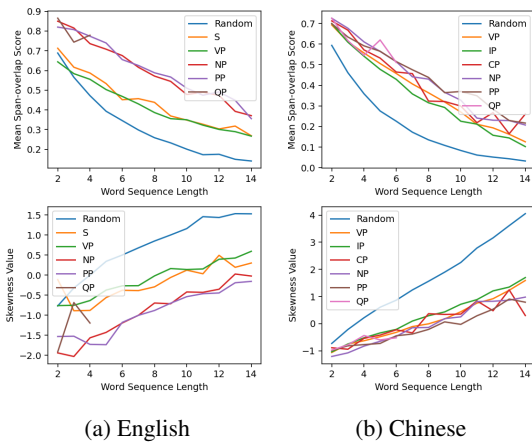 0.9
0.8
0.7
0.6
0.5
0.4
0.3
0.2
Mean Span-overlap Score
Random
S
VP
NP
PP
QP
2 4 6 8 10 12 14
Word Sequence Length
0.7
0.6
0.5
0.4
0.3
0.2
0.1
0.0
Mean Span-overlap Score
Random
VP
IP
CP
NP
PP
QP
2 4 6 8 10 12 14
Word Sequence Length
1.5
1.0
0.5
0.0
-0.5
-1.0
-1.5
-2.0
Skewness Value
Random
S
VP
NP
PP
QP
2 4 6 8 10 12 14
Word Sequence Length
4
3
2
1
0
-1
Skewness Value
Random
VP
IP
CP
NP
PP
QP
2 4 6 8 10 12 14
Word Sequence Length
(a) English
(b) Chinese